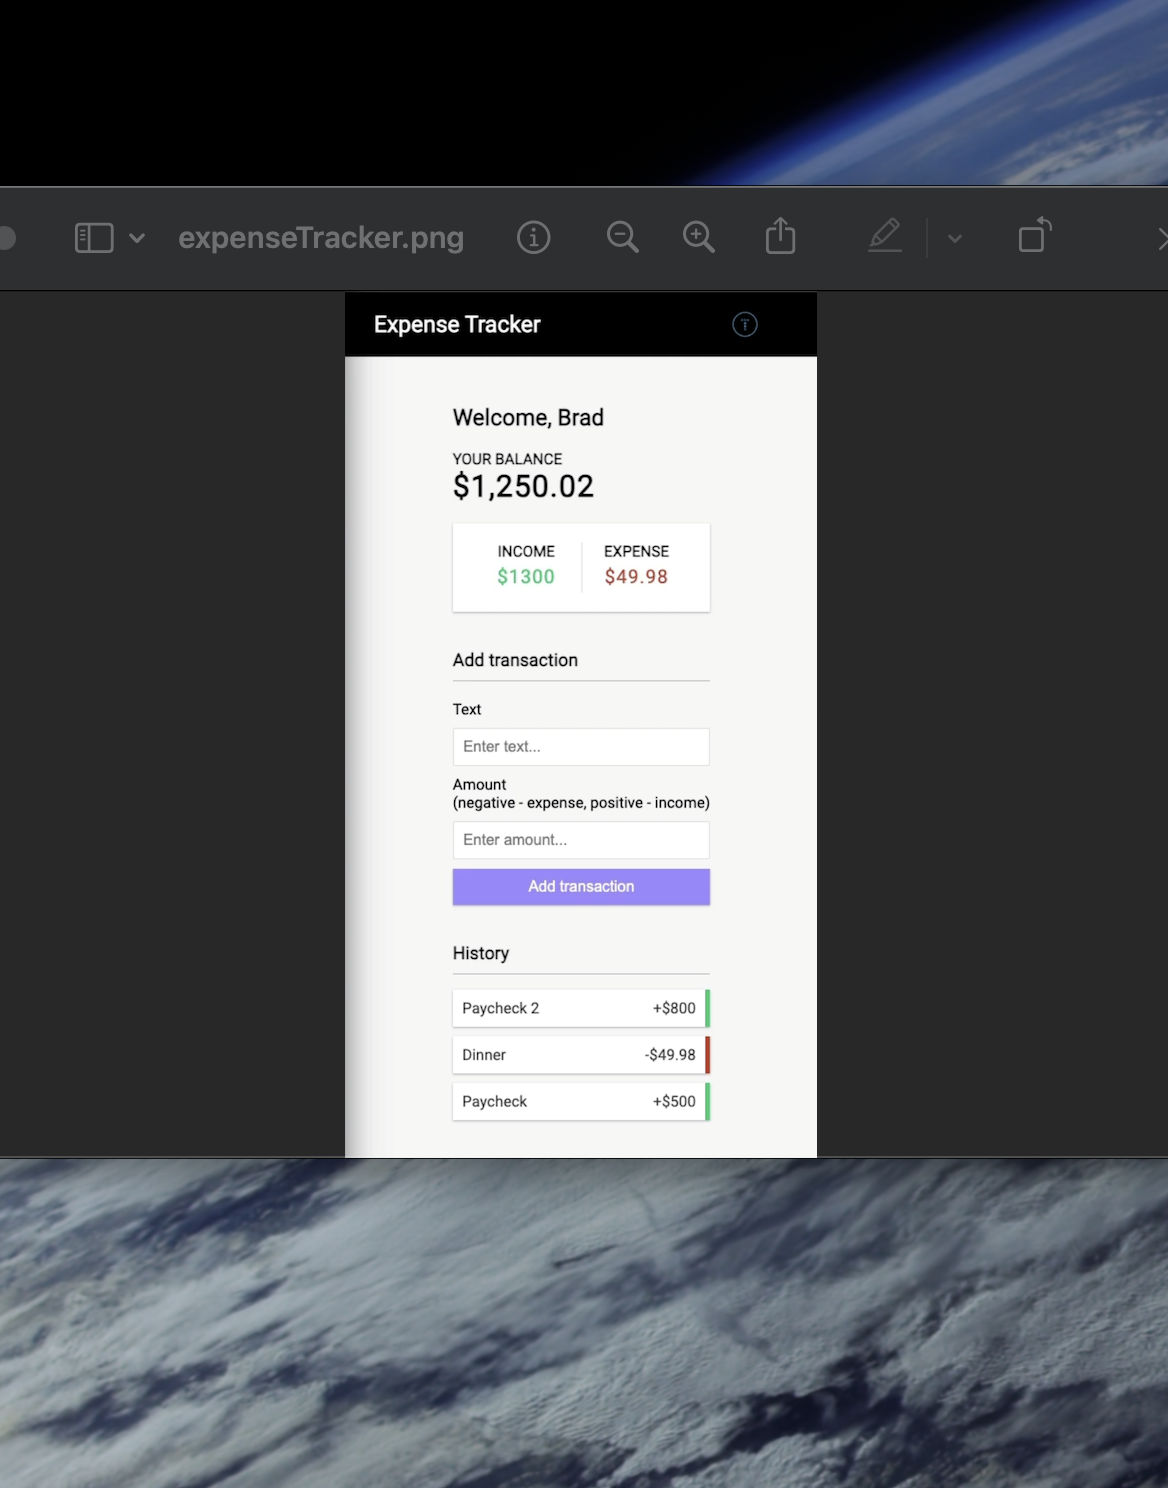 expenseTracker.png
Expense Tracker
Welcome, Brad
YOUR BALANCE
$1,250.02
INCOME EXPENSE
$1300 $49.98
Add transaction
Text
Enter text...
Amount
(negative - expense, positive - income)
Enter amount...
Add transaction
History
Paycheck 2 +$800
Dinner -$49.98
Paycheck +$500